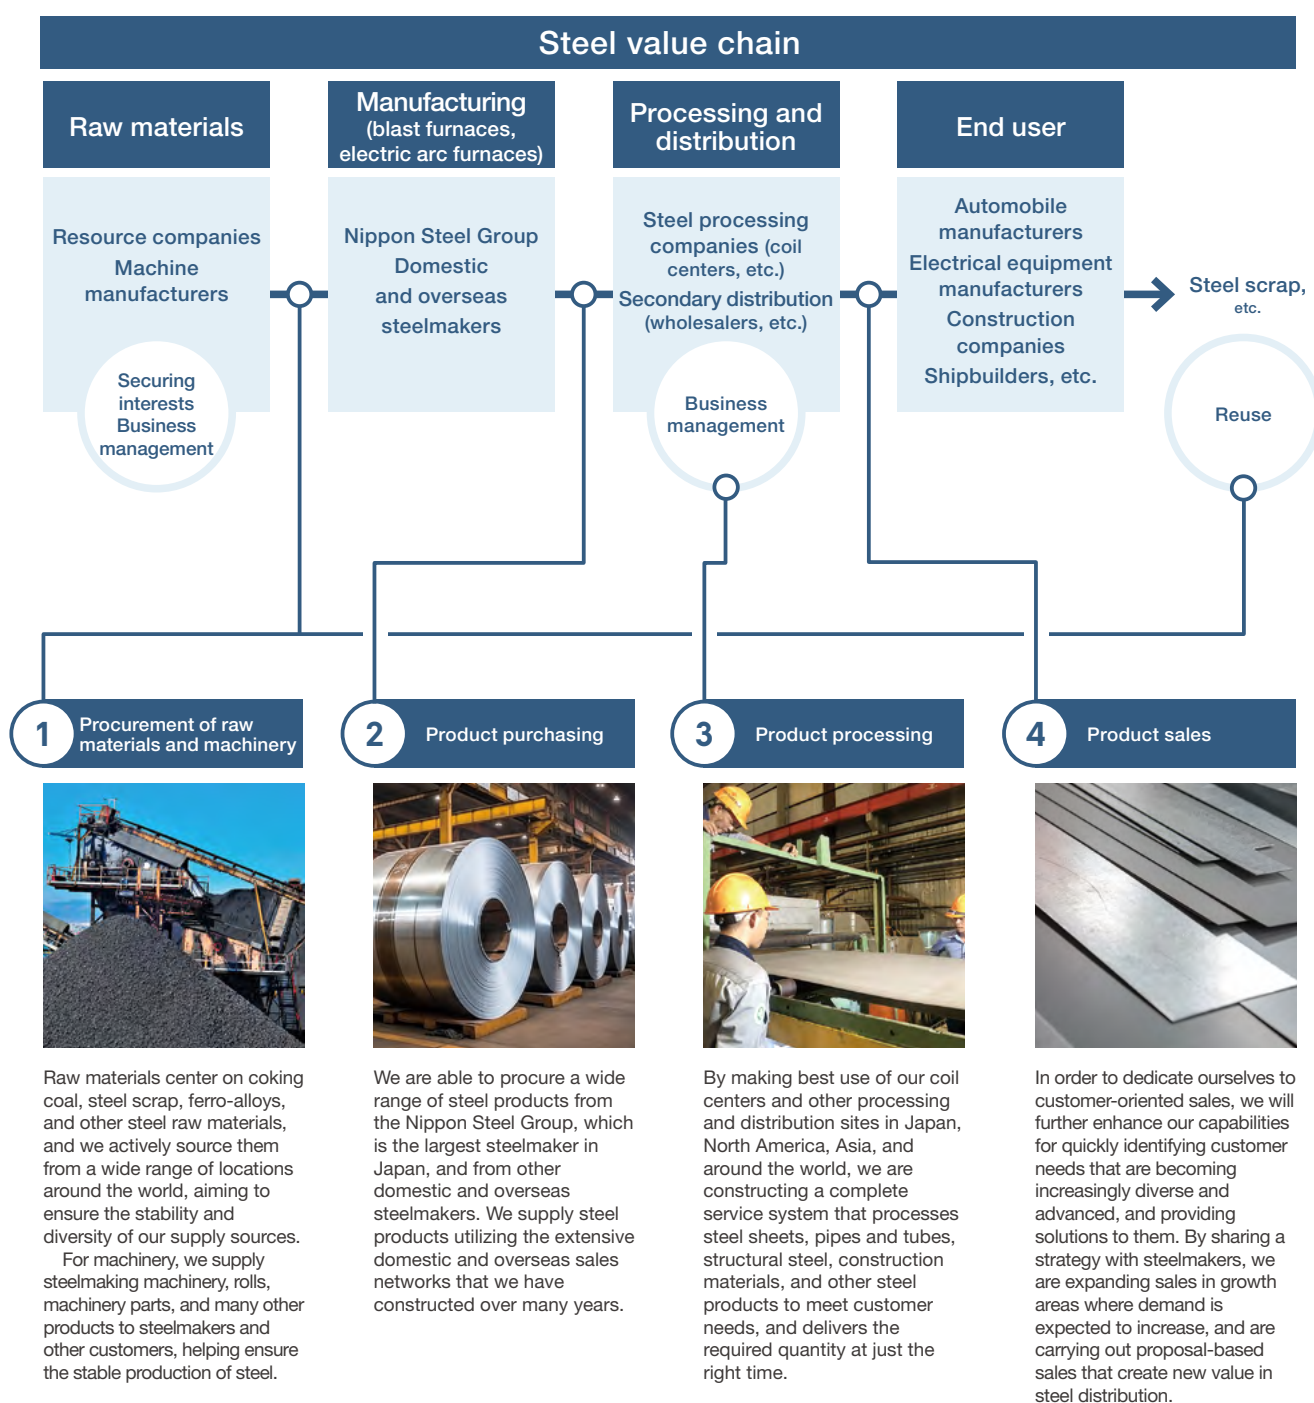 Steel value chain
Raw materials
Manufacturing
(blast furnaces,
electric arc furnaces)
Processing and
distribution
End user
Resource companies
Machine
manufacturers
Securing
interests
Business
management
Nippon Steel Group
Domestic
and overseas
steelmakers
Steel processing
companies (coil
centers, etc.)
Secondary distribution
(wholesalers, etc.)
Business
management
Automobile
manufacturers
Electrical equipment
manufacturers
Construction
companies
Shipbuilders, etc.
Steel scrap,
etc.
Reuse
1
Procurement of raw
materials and machinery
2
Product purchasing
3
Product processing
4
Product sales
Raw materials center on coking
coal, steel scrap, ferro-alloys,
and other steel raw materials,
and we actively source them
from a wide range of locations
around the world, aiming to
ensure the stability and
diversity of our supply sources.
For machinery, we supply
steelmaking machinery, rolls,
machinery parts, and many other
products to steelmakers and
other customers, helping ensure
the stable production of steel.
We are able to procure a wide
range of steel products from
the Nippon Steel Group, which
is the largest steelmaker in
Japan, and from other
domestic and overseas
steelmakers. We supply steel
products utilizing the extensive
domestic and overseas sales
networks that we have
constructed over many years.
By making best use of our coil
centers and other processing
and distribution sites in Japan,
North America, Asia, and
around the world, we are
constructing a complete
service system that processes
steel sheets, pipes and tubes,
structural steel, construction
materials, and other steel
products to meet customer
needs, and delivers the
required quantity at just the
right time.
In order to dedicate ourselves to
customer-oriented sales, we will
further enhance our capabilities
for quickly identifying customer
needs that are becoming
increasingly diverse and
advanced, and providing
solutions to them. By sharing a
strategy with steelmakers, we
are expanding sales in growth
areas where demand is
expected to increase, and are
carrying out proposal-based
sales that create new value in
steel distribution.